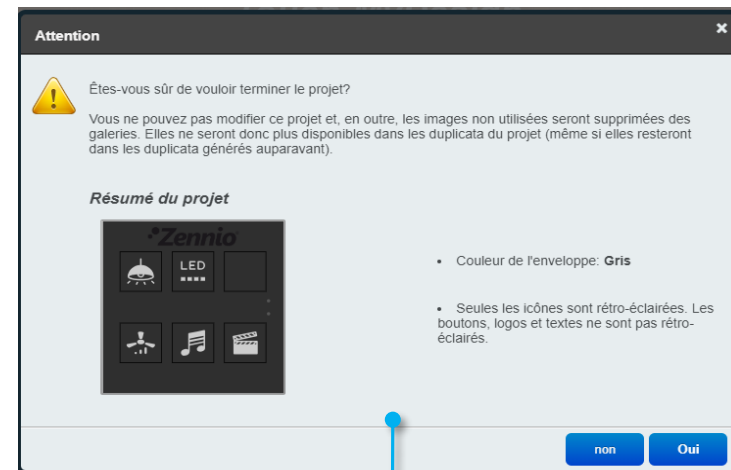 Attention
×
Êtes-vous sûr de vouloir terminer le projet?
Vous ne pouvez pas modifier ce projet et, en outre, les images non utilisées seront supprimées des
galeries. Elles ne seront donc plus disponibles dans les duplicata du projet (même si elles resteront
dans les duplicata générés auparavant).
Résumé du projet
Zennio
LED
• Couleur de l'enveloppe: Gris
• Seules les icônes sont rétro-éclairées. Les
boutons, logos et textes ne sont pas rétro-
éclairés.
non
Oui